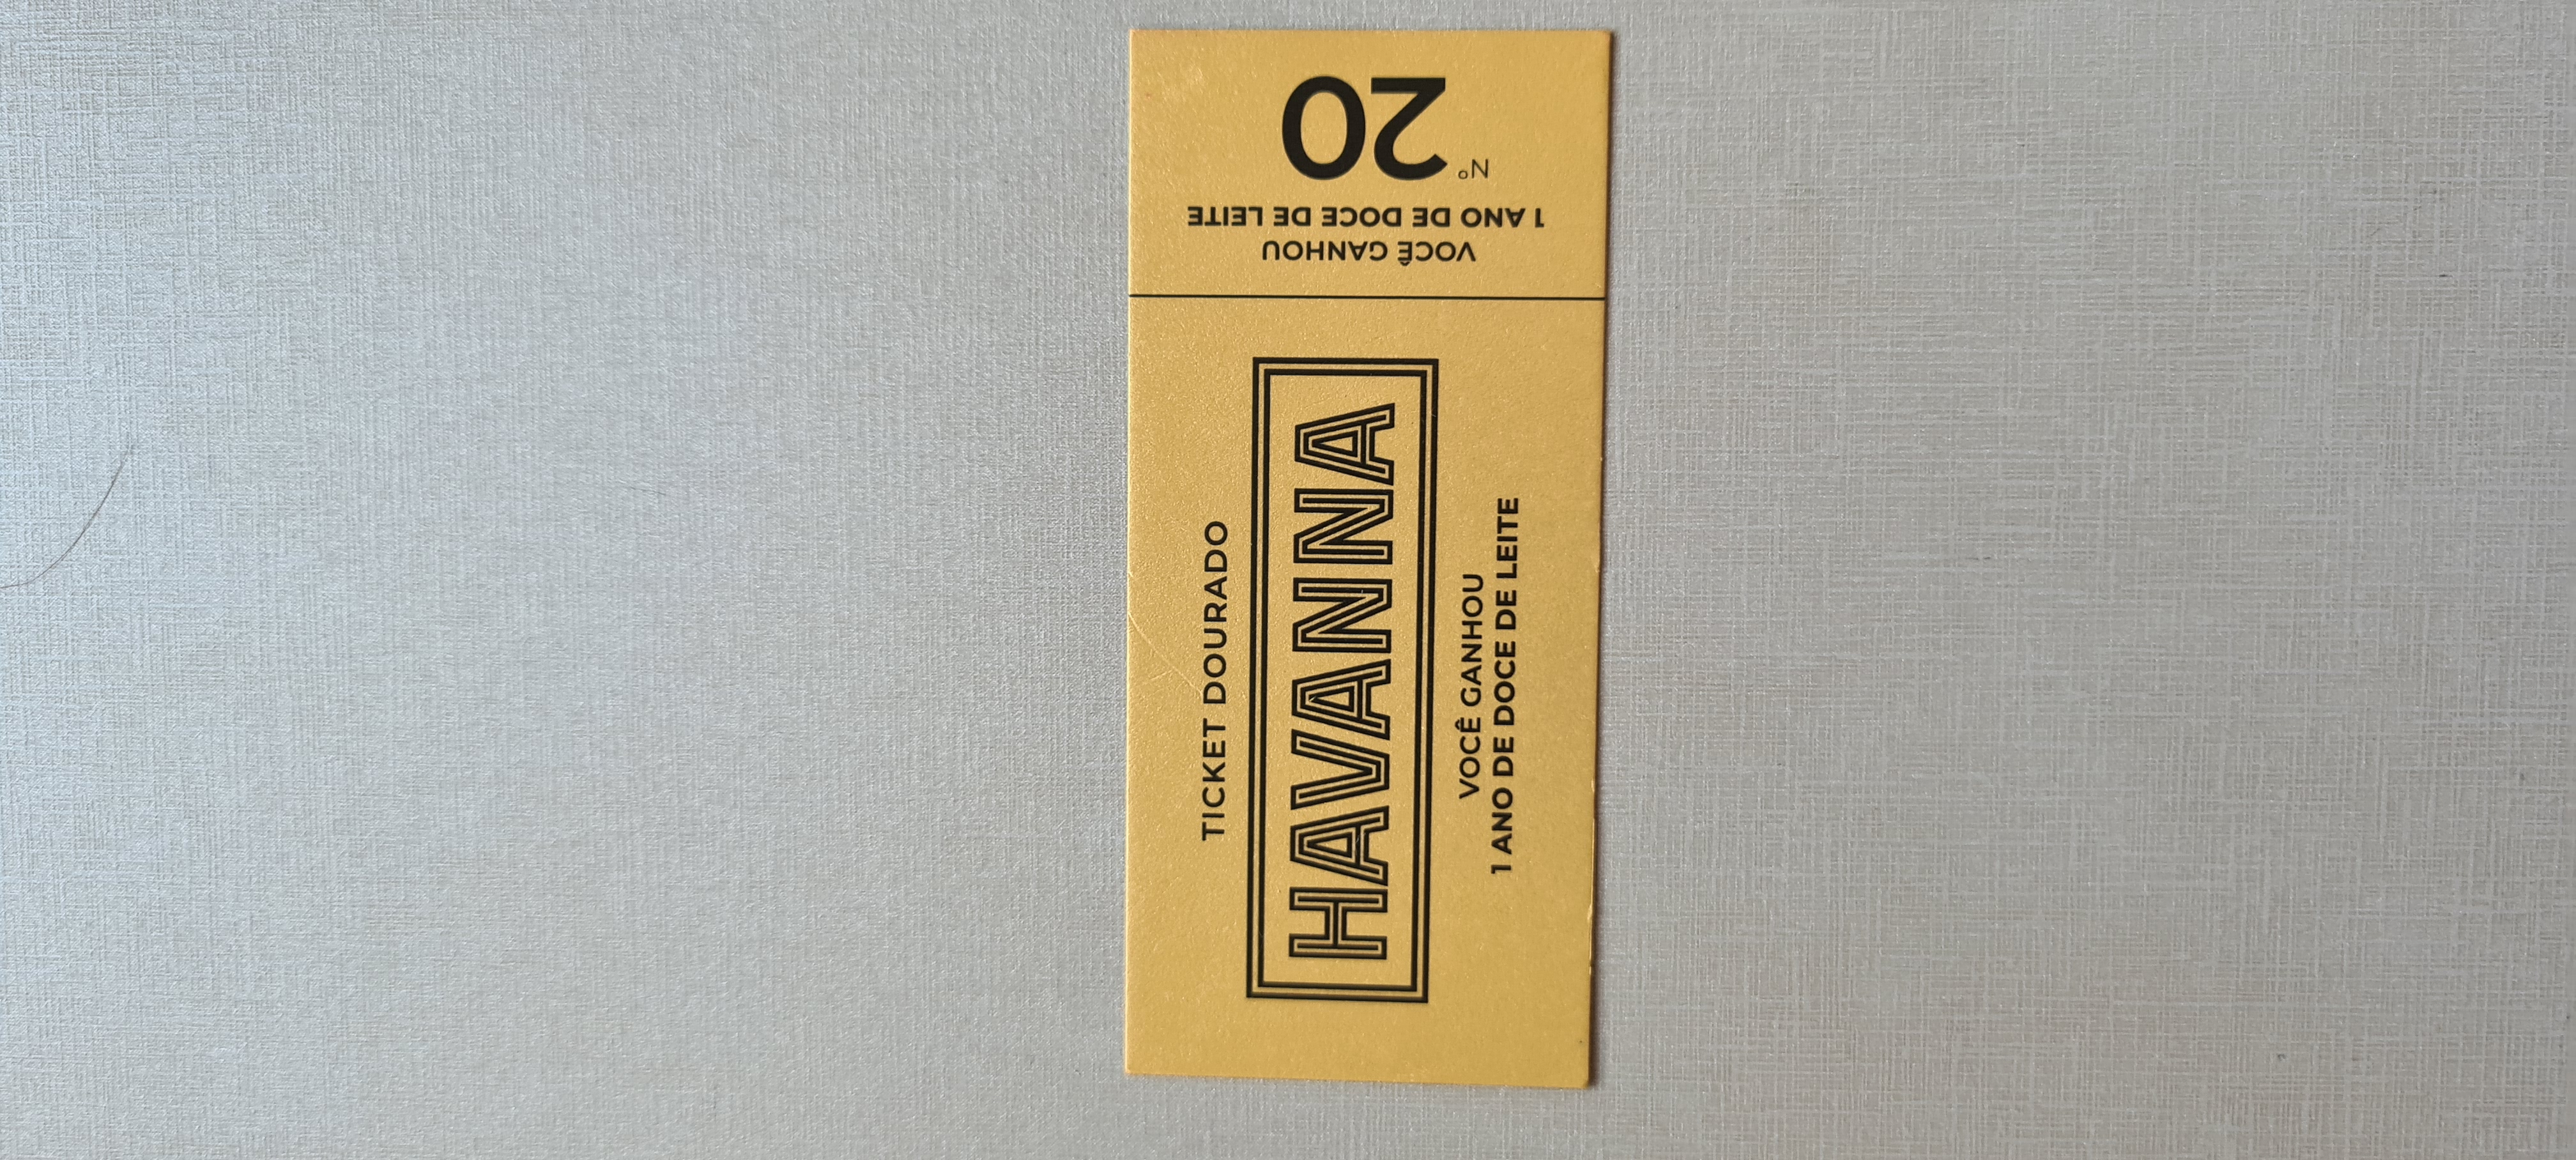 TICKET DOURADO
HAVANNA
VOCÊ GANHOU
1 ANO DE DOCE DE LEITE
VOCÊ GANHOU
1 ANO DE DOCE DE LEITE
Nº 20